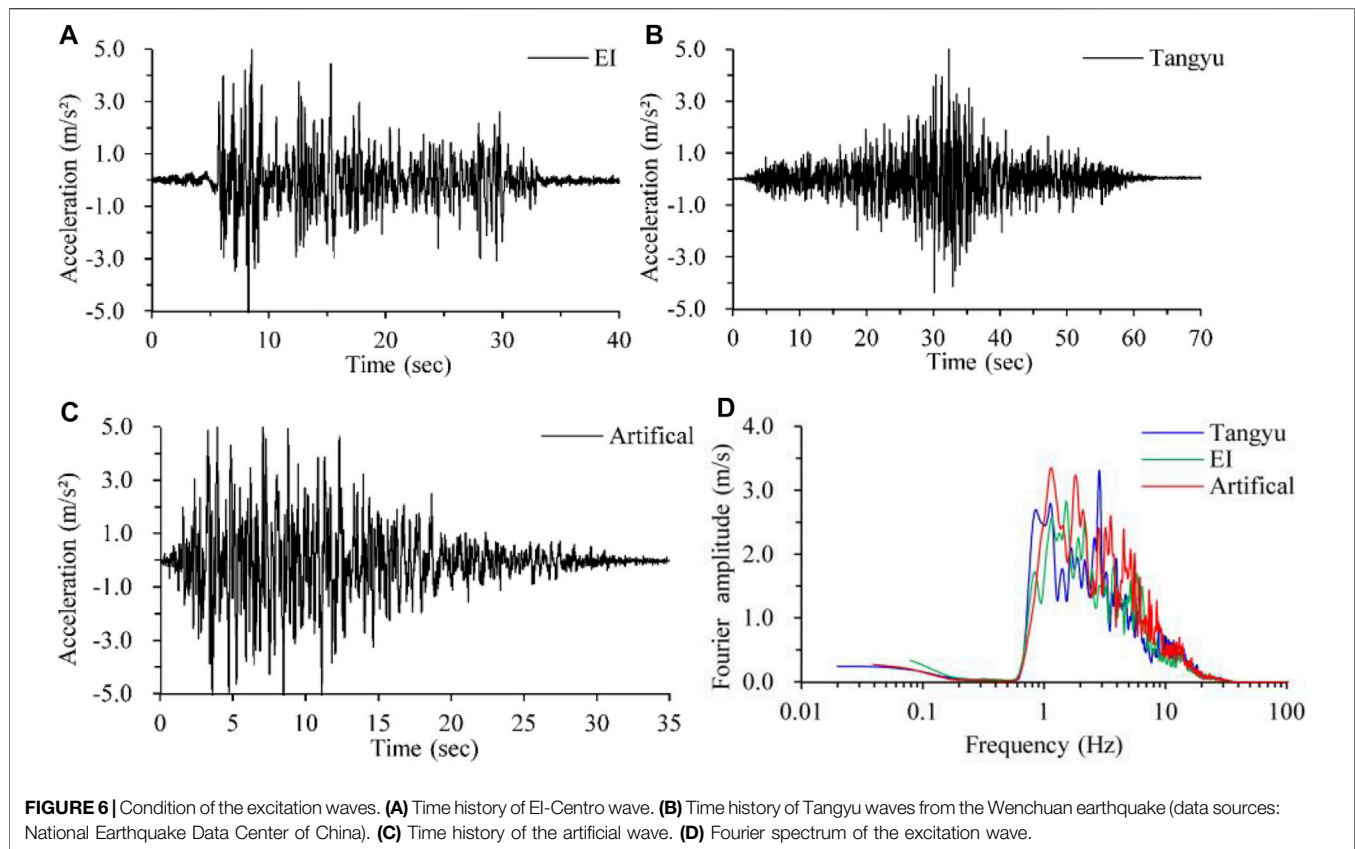 A
EI
5.0
3.0
1.0
-1.0
-3.0
-5.0
Acceleration (m/s²)
0 10 20 30 40
Time (sec)
B
Tangyu
5.0
3.0
1.0
-1.0
-3.0
-5.0
Acceleration (m/s²)
0 10 20 30 40 50 60 70
Time (sec)
C
Artifical
5.0
3.0
1.0
-1.0
-3.0
-5.0
Acceleration (m/s²)
0 5 10 15 20 25 30 35
Time (sec)
D
Tangyu
EI
Artifical
4.0
3.0
2.0
1.0
0.0
Fourier amplitude (m/s)
0.01 0.1 1 10 100
Frequency (Hz)
FIGURE 6 | Condition of the excitation waves. (A) Time history of EI-Centro wave. (B) Time history of Tangyu waves from the Wenchuan earthquake (data sources:
National Earthquake Data Center of China). (C) Time history of the artificial wave. (D) Fourier spectrum of the excitation wave.